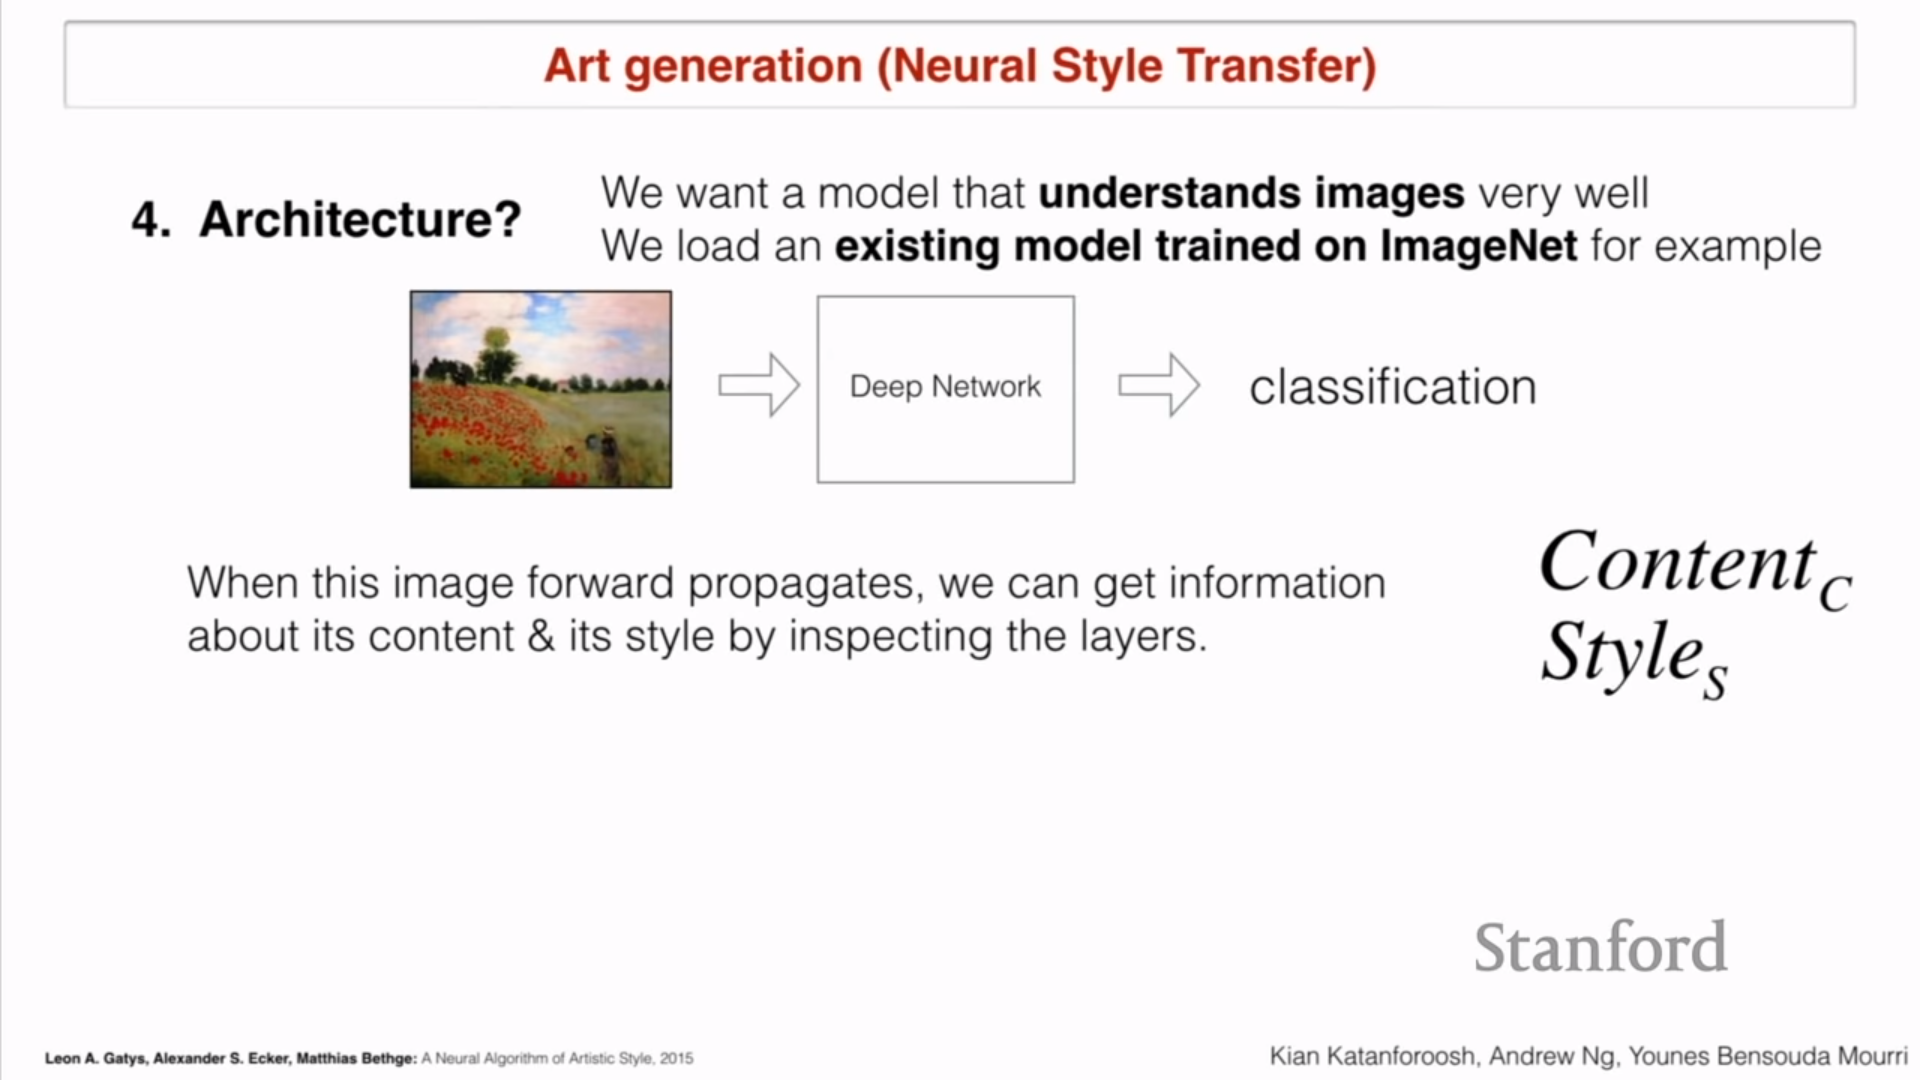 Art generation (Neural Style Transfer)
4. Architecture?
We want a model that understands images very well
We load an existing model trained on ImageNet for example
Deep Network
classification
When this image forward propagates, we can get information
about its content & its style by inspecting the layers.
Content_C
Style_S
Stanford
Leon A. Gatys, Alexander S. Ecker, Matthias Bethge: A Neural Algorithm of Artistic Style, 2015
Kian Katanforoosh, Andrew Ng, Younes Bensouda Mourri